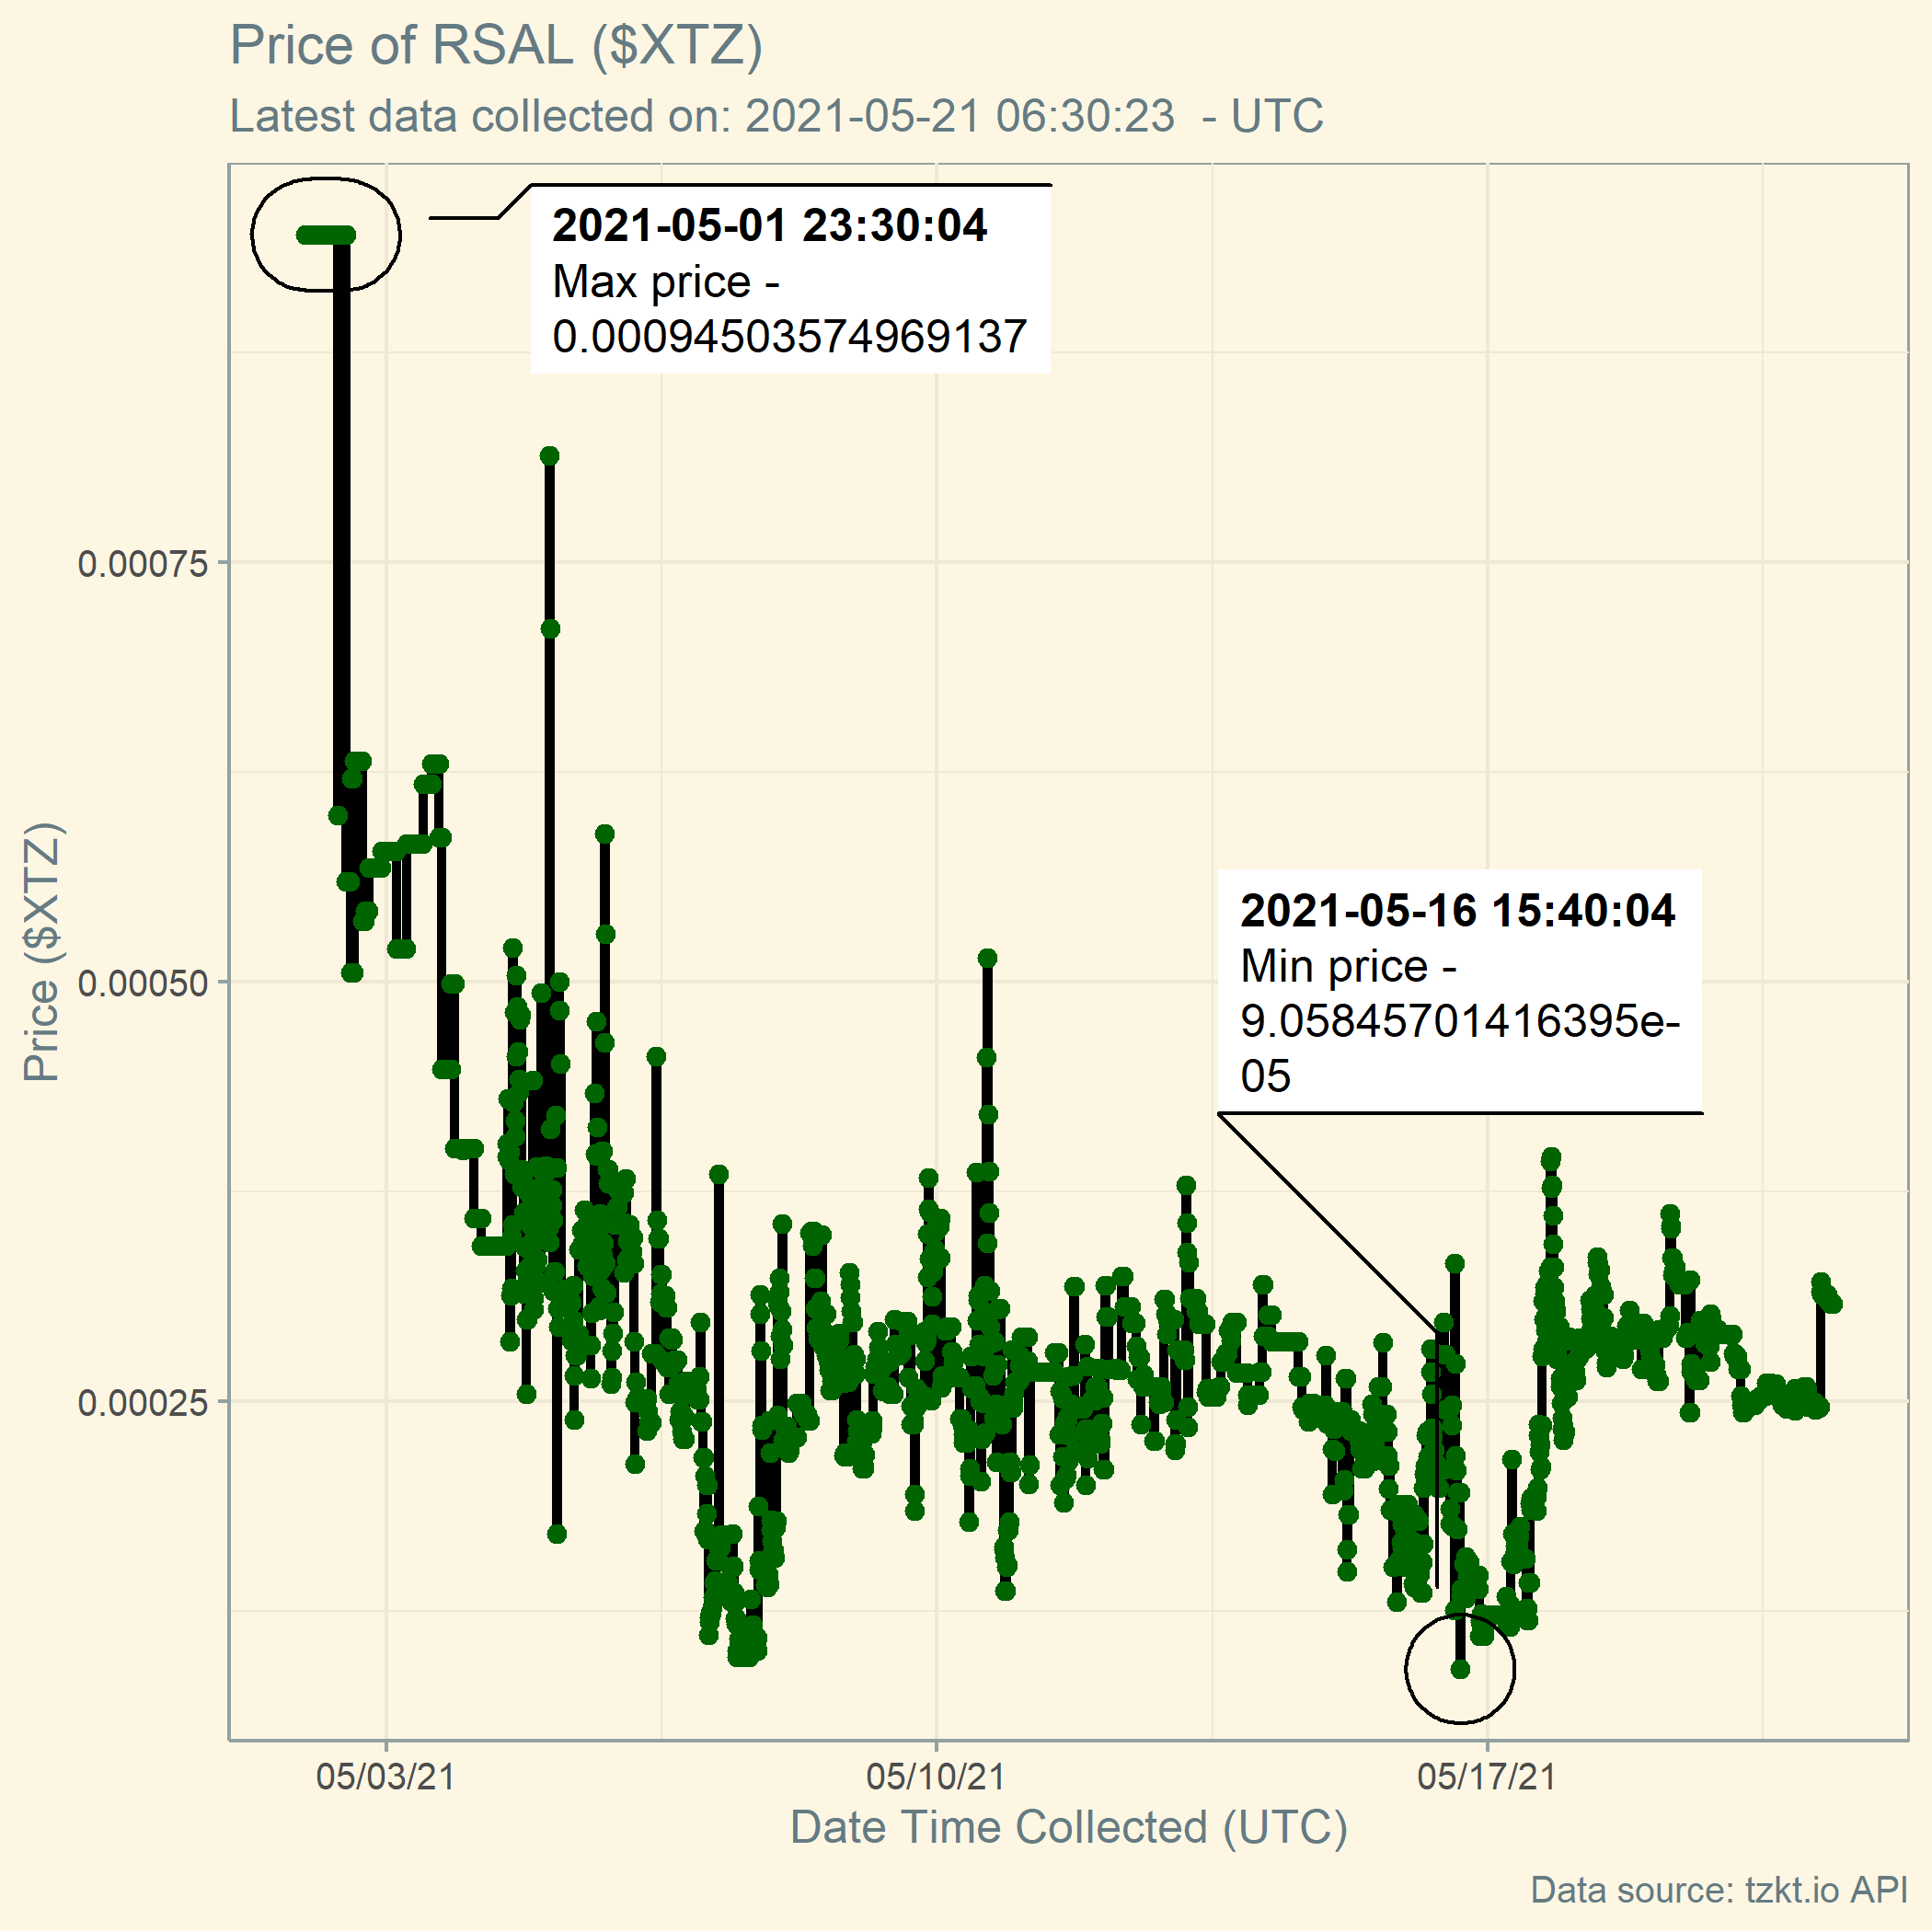 Price of RSAL ($XTZ)
Latest data collected on: 2021-05-21 06:30:23  - UTC
2021-05-01 23:30:04
Max price -
0.000945035749691​37
0.00075
2021-05-16 15:40:04
Min price -
9.05845701416395e-
05
0.00050
Price ($XTZ)
0.00025
05/03/21
05/10/21
05/17/21
Date Time Collected (UTC)
Data source: tzkt.io API